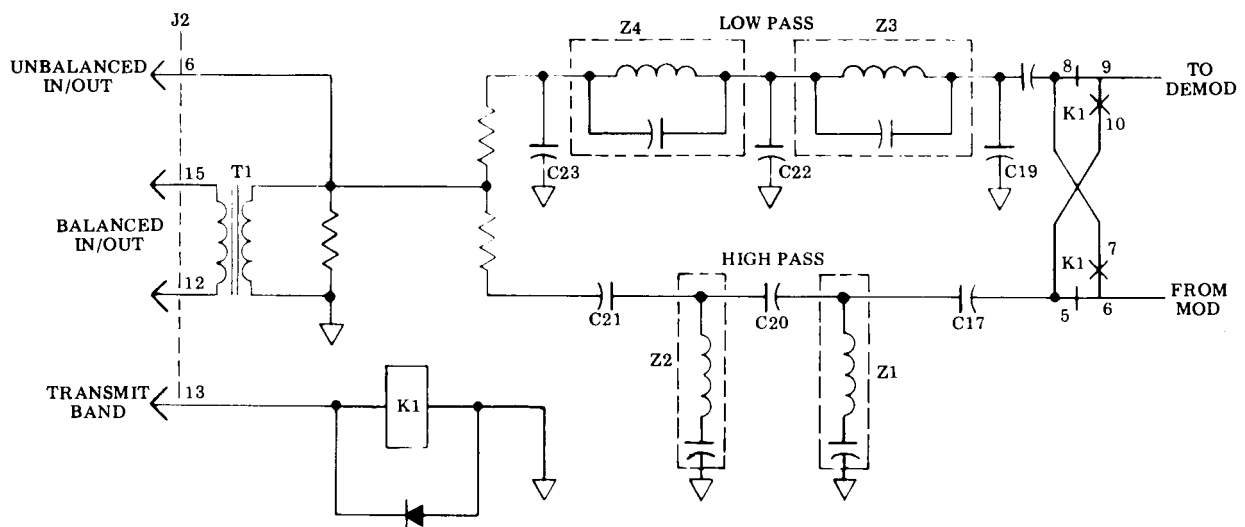 J2
UNBALANCED
IN/OUT
6
15
T1
BALANCED
IN/OUT
12
TRANSMIT
BAND
13
K1
LOW PASS
Z4
Z3
C23
C22
C19
8
9
K1
10
TO
DEMOD
HIGH PASS
C21
C20
C17
Z2
Z1
7
K1
5
6
FROM
MOD